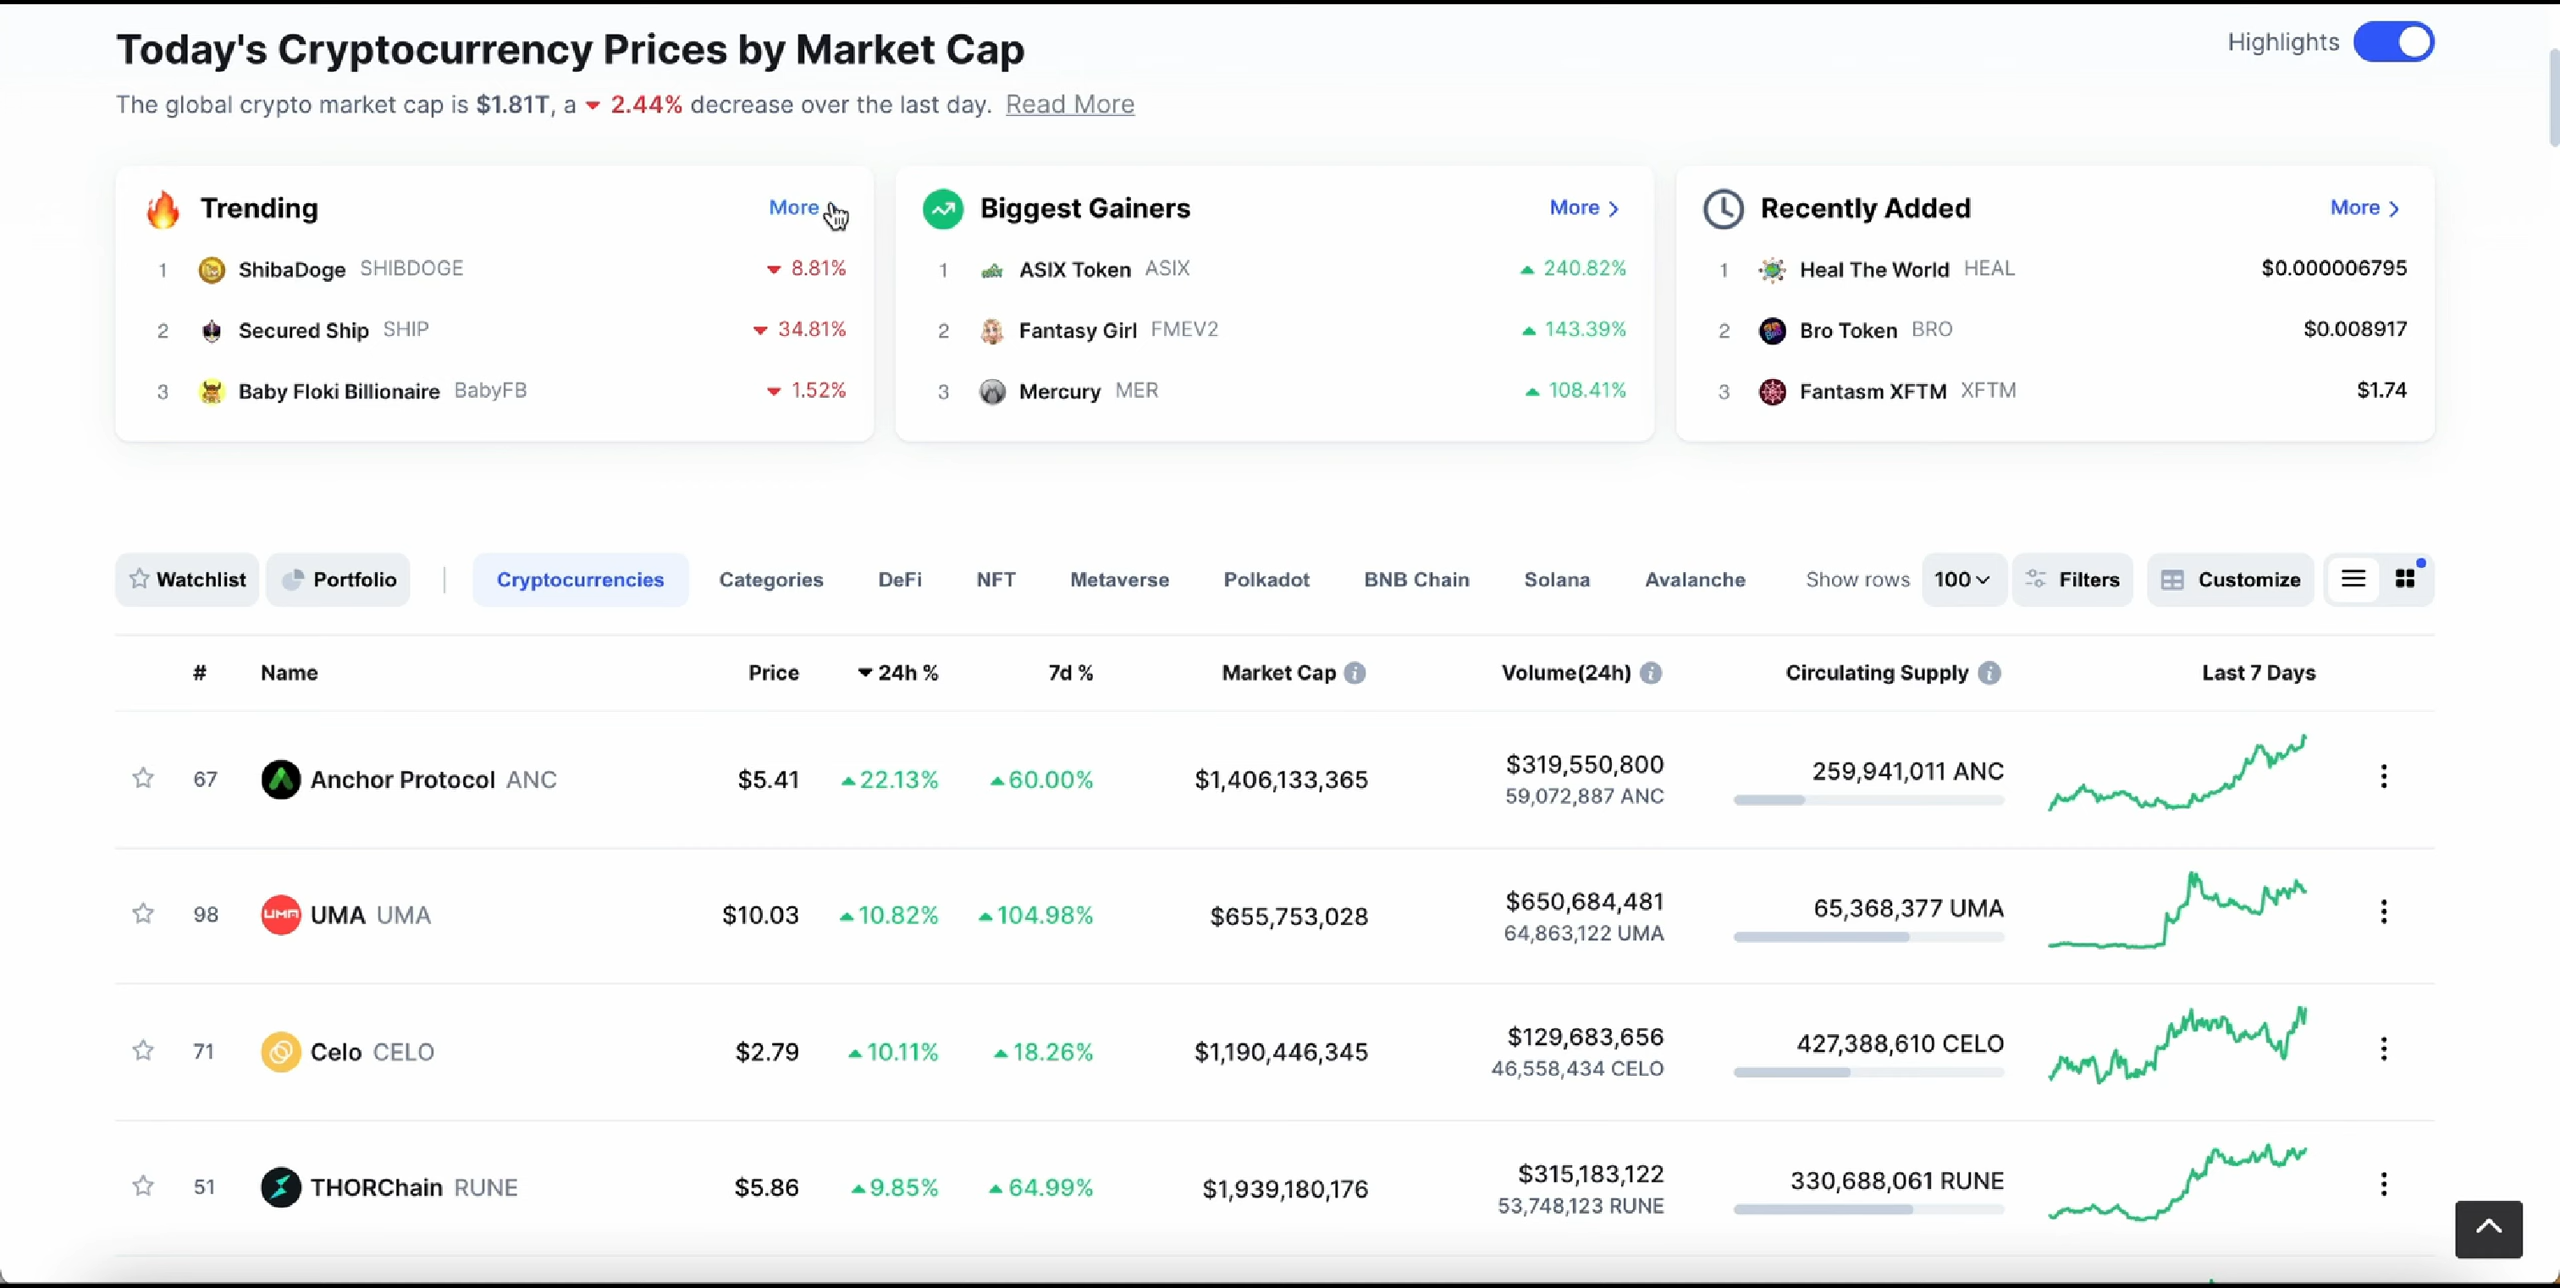 Today's Cryptocurrency Prices by Market Cap
Highlights
The global crypto market cap is $1.81T, a ▼ 2.44% decrease over the last day. Read More
Trending More
1 ShibaDoge SHIBDOGE ▼ 8.81%
2 Secured Ship SHIP ▼ 34.81%
3 Baby Floki Billionaire BabyFB ▼ 1.52%
Biggest Gainers More >
1 ASIX Token ASIX ▲ 240.82%
2 Fantasy Girl FMEV2 ▲ 143.39%
3 Mercury MER ▲ 108.41%
Recently Added More >
1 Heal The World HEAL $0.000006795
2 Bro Token BRO $0.008917
3 Fantasm XFTM XFTM $1.74
Watchlist Portfolio | Cryptocurrencies Categories DeFi NFT Metaverse Polkadot BNB Chain Solana Avalanche Show rows 100 Filters Customize
# Name Price ▼ 24h % 7d % Market Cap Volume(24h) Circulating Supply Last 7 Days
67 Anchor Protocol ANC $5.41 ▲22.13% ▲60.00% $1,406,133,365 $319,550,800 259,941,011 ANC
59,072,887 ANC
98 UMA UMA $10.03 ▲10.82% ▲104.98% $655,753,028 $650,684,481 65,368,377 UMA
64,863,122 UMA
71 Celo CELO $2.79 ▲10.11% ▲18.26% $1,190,446,345 $129,683,656 427,388,610 CELO
46,558,434 CELO
51 THORChain RUNE $5.86 ▲9.85% ▲64.99% $1,939,180,176 $315,183,122 330,688,061 RUNE
53,748,123 RUNE